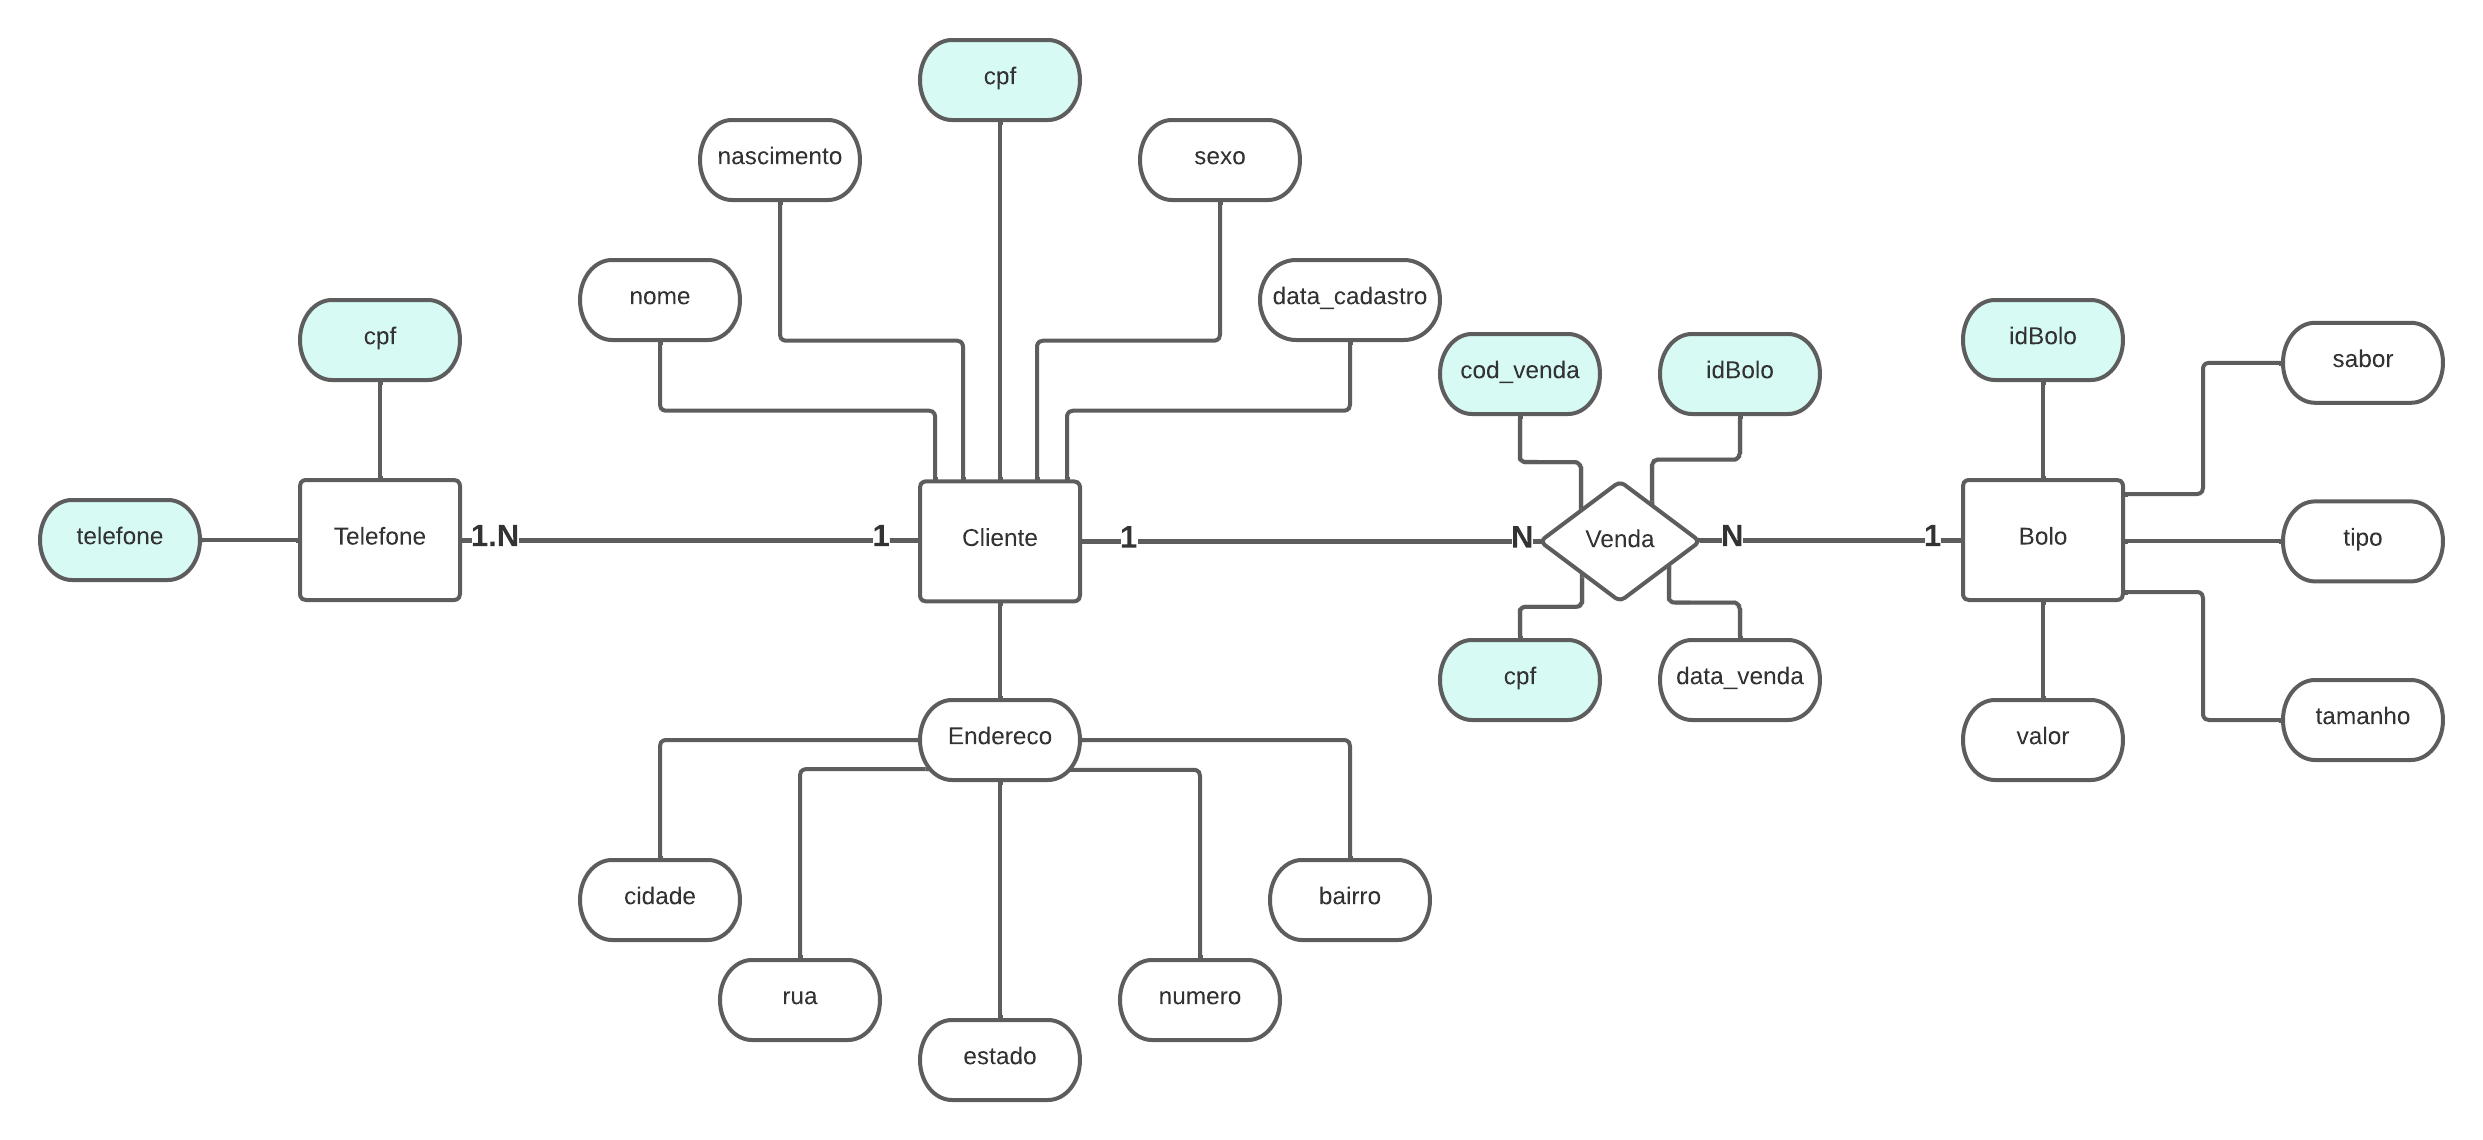 cpf
nascimento
sexo
nome
data_cadastro
cpf
cod_venda
idBolo
idBolo
sabor
telefone
Telefone
1.N
1
Cliente
1
N
Venda
N
1
Bolo
tipo
cpf
data_venda
valor
tamanho
Endereco
cidade
bairro
rua
numero
estado